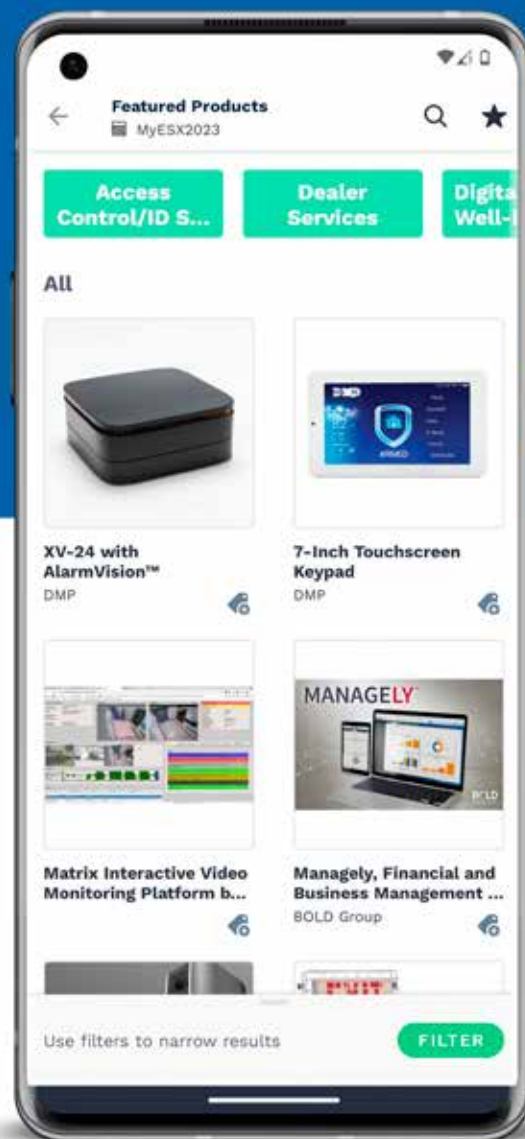 Featured Products
MyESX2023
Access
Control/ID S...
Dealer
Services
Digita
Well-i
All
XV-24 with
AlarmVision™
DMP
7-Inch Touchscreen
Keypad
DMP
ARMED
MANAGELY
BOLD
Matrix Interactive Video
Monitoring Platform b...
Managely, Financial and
Business Management ...
BOLD Group
Use filters to narrow results
FILTER